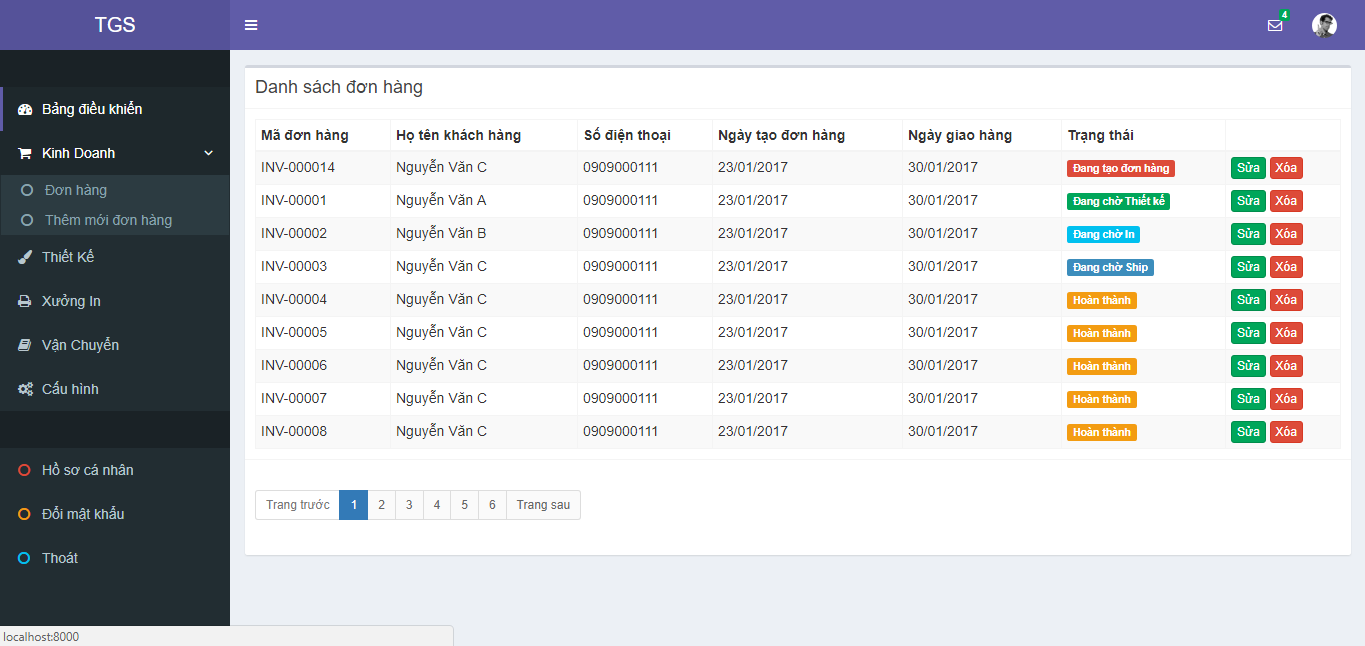 TGS
4
Bảng điều khiển
Kinh Doanh
Đơn hàng
Thêm mới đơn hàng
Thiết Kế
Xưởng In
Vận Chuyển
Cấu hình
Hồ sơ cá nhân
Đổi mật khẩu
Thoát
Danh sách đơn hàng
Mã đơn hàng Họ tên khách hàng Số điện thoại Ngày tạo đơn hàng Ngày giao hàng Trạng thái
INV-000014 Nguyễn Văn C 0909000111 23/01/2017 30/01/2017 Đang tạo đơn hàng Sửa Xóa
INV-00001 Nguyễn Văn A 0909000111 23/01/2017 30/01/2017 Đang chờ Thiết kế Sửa Xóa
INV-00002 Nguyễn Văn B 0909000111 23/01/2017 30/01/2017 Đang chờ In Sửa Xóa
INV-00003 Nguyễn Văn C 0909000111 23/01/2017 30/01/2017 Đang chờ Ship Sửa Xóa
INV-00004 Nguyễn Văn C 0909000111 23/01/2017 30/01/2017 Hoàn thành Sửa Xóa
INV-00005 Nguyễn Văn C 0909000111 23/01/2017 30/01/2017 Hoàn thành Sửa Xóa
INV-00006 Nguyễn Văn C 0909000111 23/01/2017 30/01/2017 Hoàn thành Sửa Xóa
INV-00007 Nguyễn Văn C 0909000111 23/01/2017 30/01/2017 Hoàn thành Sửa Xóa
INV-00008 Nguyễn Văn C 0909000111 23/01/2017 30/01/2017 Hoàn thành Sửa Xóa
Trang trước 1 2 3 4 5 6 Trang sau
localhost:8000